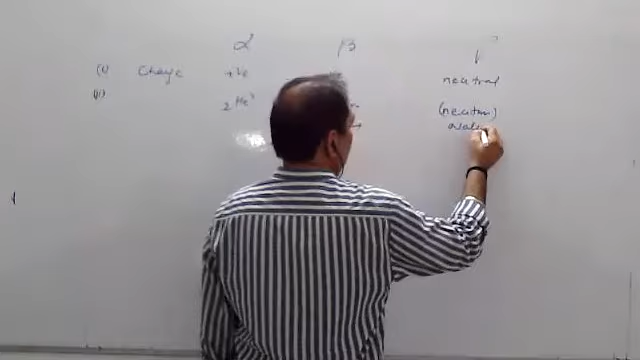 α β γ
(i) Charge +ve neutral
(ii) ₂He⁴ (neutron)